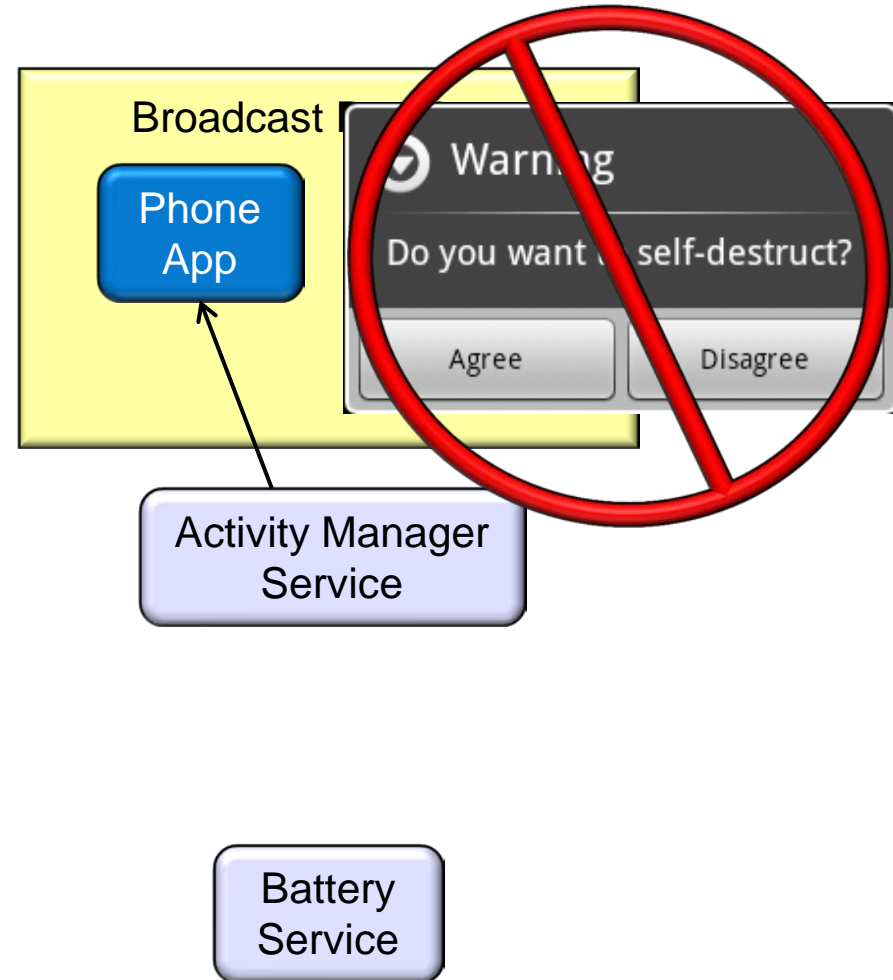 Broadcast
Phone
App
Warning
Do you want self-destruct?
Agree
Disagree
Activity Manager
Service
Battery
Service